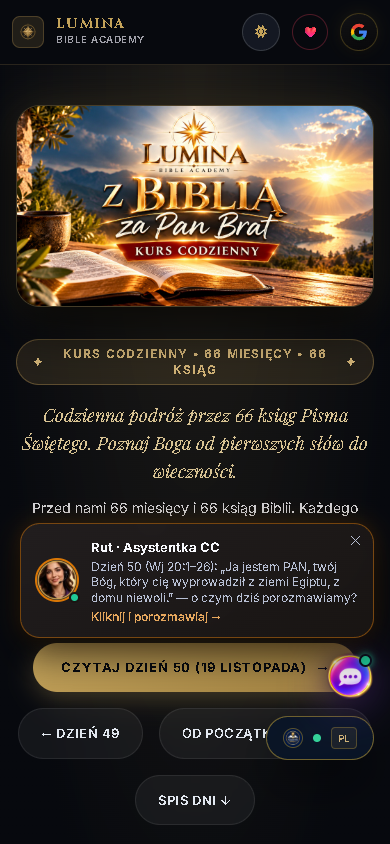 LUMINA
BIBLE ACADEMY
LUMINA
BIBLE ACADEMY
Z BIBLIĄ
za Pan Brat
KURS CODZIENNY
KURS CODZIENNY • 66 MIESIĘCY • 66
KSIĄG
Codzienna podróż przez 66 ksiąg Pisma
Świętego. Poznaj Boga od pierwszych słów do
wieczności.
Przed nami 66 miesięcy i 66 ksiąg Biblii. Każdego
Rut · Asystentka CC
Dzień 50 (Wj 20:1–26): „Ja jestem PAN, twój
Bóg, który cię wyprowadził z ziemi Egiptu, z
domu niewoli.” — o czym dziś porozmawiamy?
Kliknij i porozmawiaj →
CZYTAJ DZIEŃ 50 (19 LISTOPADA) →
← DZIEŃ 49
OD POCZĄTK
PL
SPIS DNI ↓